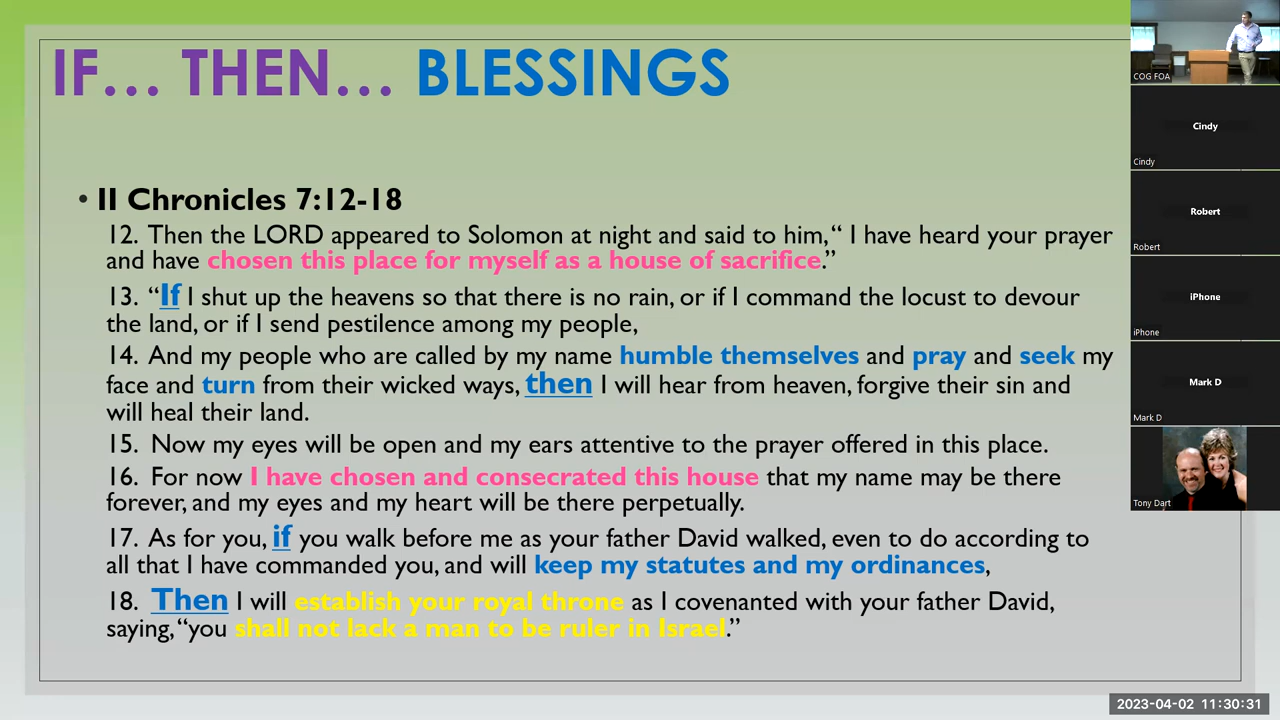 IF… THEN… BLESSINGS
• II Chronicles 7:12-18
12. Then the LORD appeared to Solomon at night and said to him,“ I have heard your prayer
and have chosen this place for myself as a house of sacrifice.”
13. “If I shut up the heavens so that there is no rain, or if I command the locust to devour
the land, or if I send pestilence among my people,
14. And my people who are called by my name humble themselves and pray and seek my
face and turn from their wicked ways, then I will hear from heaven, forgive their sin and
will heal their land.
15. Now my eyes will be open and my ears attentive to the prayer offered in this place.
16. For now I have chosen and consecrated this house that my name may be there
forever, and my eyes and my heart will be there perpetually.
17. As for you, if you walk before me as your father David walked, even to do according to
all that I have commanded you, and will keep my statutes and my ordinances,
18. Then I will establish your royal throne as I covenanted with your father David,
saying, “you shall not lack a man to be ruler in Israel.”
COG FOA
Cindy
Cindy
Robert
Robert
iPhone
iPhone
Mark D
Mark D
Tony Dart
2023-04-02 11:30:31